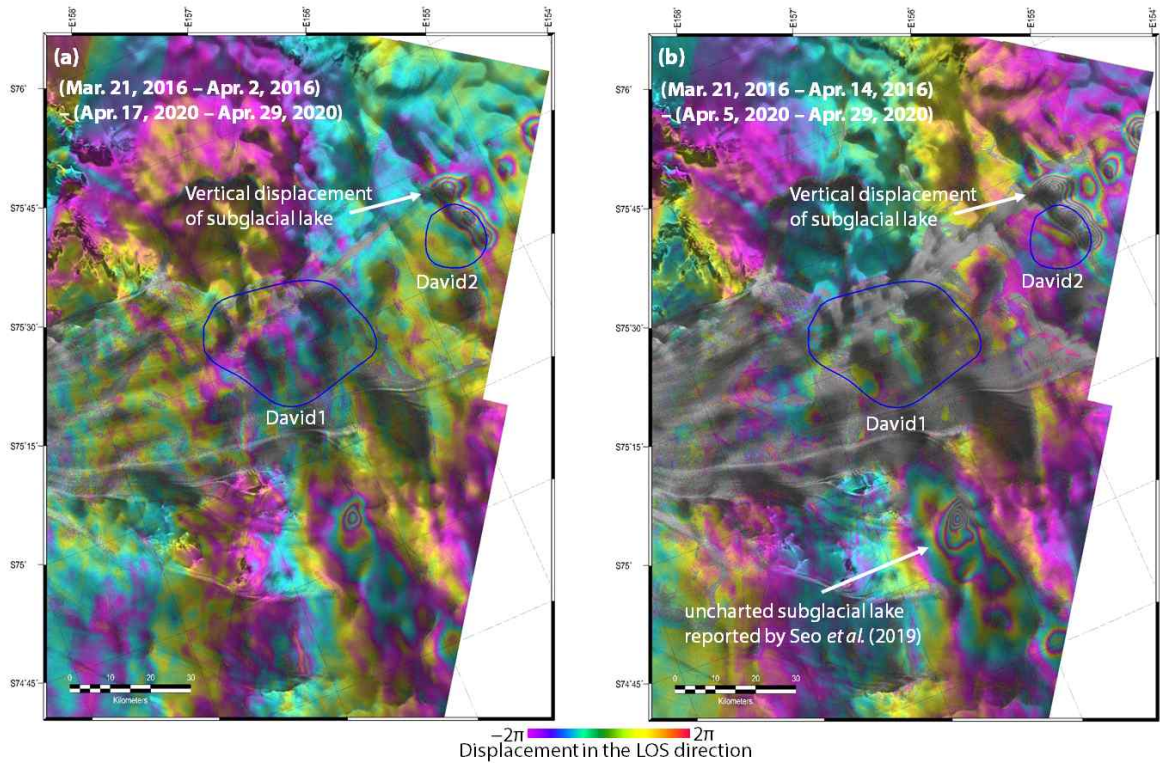 E158° E157° E156° E155° E154°
(a)
(Mar. 21, 2016 – Apr. 2, 2016)
– (Apr. 17, 2020 – Apr. 29, 2020)
Vertical displacement
of subglacial lake
David2
David1
S76°
S75°45'
S75°30'
S75°15'
S75°
S74°45'
0 10 20 30
Kilometers
E158° E157° E156° E155° E154°
(b)
(Mar. 21, 2016 – Apr. 14, 2016)
– (Apr. 5, 2020 – Apr. 29, 2020)
Vertical displacement
of subglacial lake
David2
David1
uncharted subglacial lake
reported by Seo et al. (2019)
S76°
S75°45'
S75°30'
S75°15'
S75°
S74°45'
0 10 20 30
Kilometers
−2π 2π
Displacement in the LOS direction